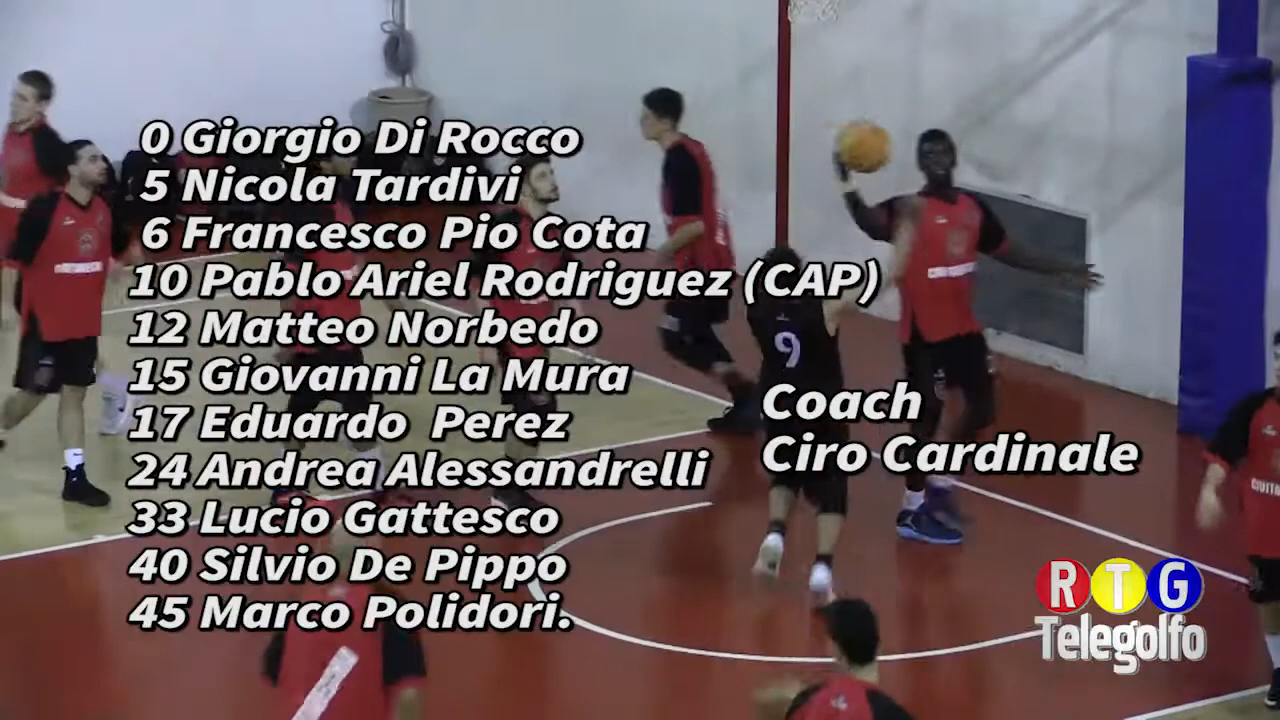 0 Giorgio Di Rocco
5 Nicola Tardivi
6 Francesco Pio Cota
10 Pablo Ariel Rodriguez (CAP)
12 Matteo Norbedo
15 Giovanni La Mura
17 Eduardo  Perez
24 Andrea Alessandrelli
33 Lucio Gattesco
40 Silvio De Pippo
45 Marco Polidori.
9
Coach
Ciro Cardinale
RTG
Telegolfo